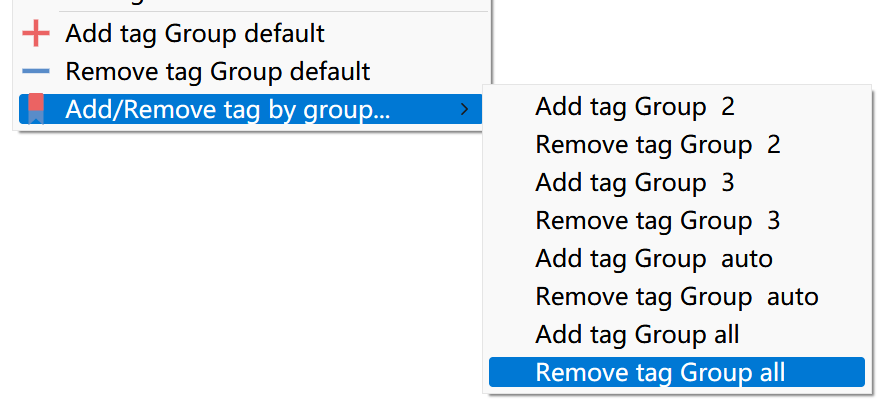 Add tag Group default
Remove tag Group default
Add/Remove tag by group...
Add tag Group  2
Remove tag Group  2
Add tag Group  3
Remove tag Group  3
Add tag Group  auto
Remove tag Group  auto
Add tag Group all
Remove tag Group all